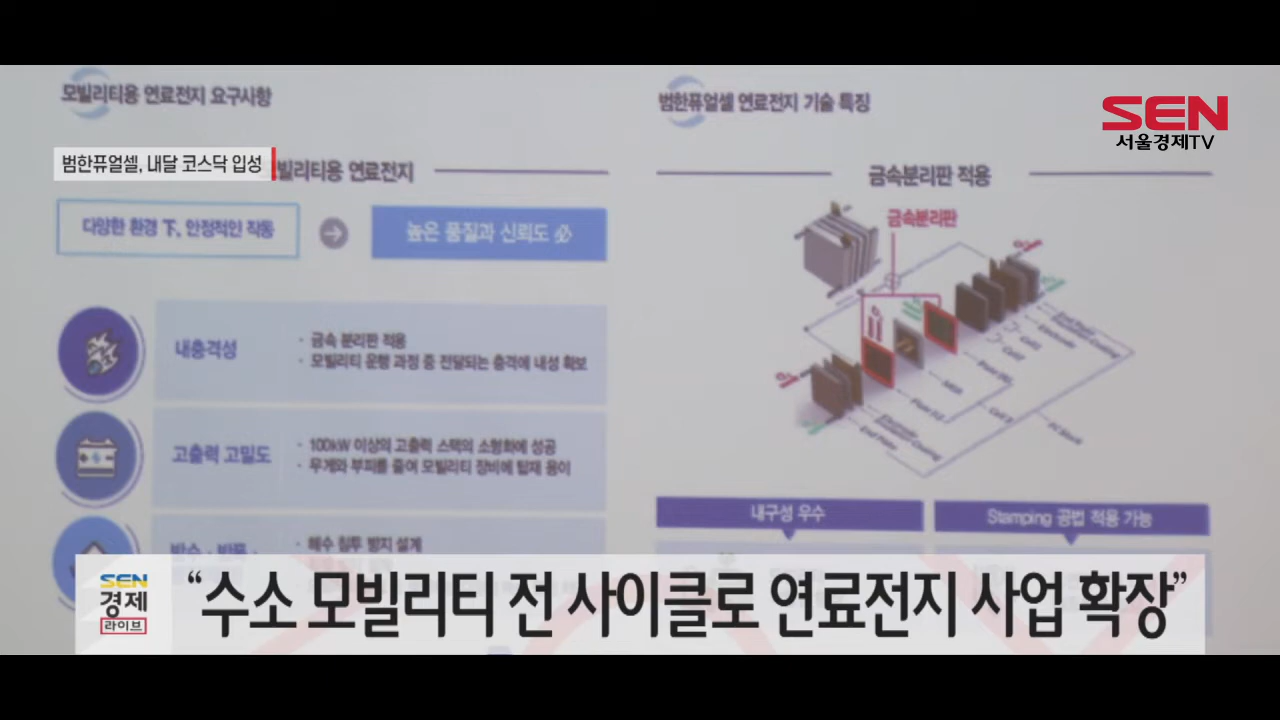 모빌리티용 연료전지 요구사항
범한퓨얼셀 연료전지 기술 특징
SEN
서울경제TV
범한퓨얼셀, 내달 코스닥 입성
빌리티용 연료전지
금속분리판 적용
다양한 환경 下, 안정적인 작동
높은 품질과 신뢰도 必
금속분리판
내충격성
· 금속 분리판 적용
· 모빌리티 운행 과정 중 전달되는 충격에 내성 확보
고출력 고밀도
· 100kW 이상의 고출력 스택의 소형화에 성공
· 무게와 부피를 줄여 모빌리티 장비에 탑재 용이
내구성 우수
Stamping 공법 적용 가능
· 해수 침투 방지 설계
SEN
경제
라이브
“수소 모빌리티 전 사이클로 연료전지 사업 확장”